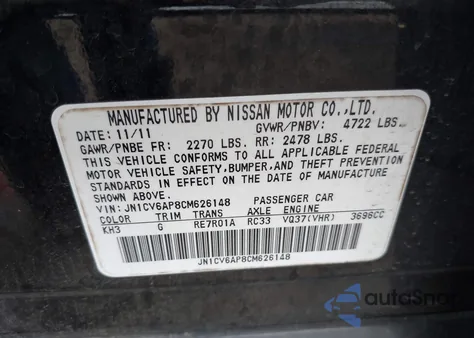 MANUFACTURED BY NISSAN MOTOR CO.,LTD.
DATE: 11/11 GVWR/PNBV: 4722 LBS.
GAWR/PNBE FR: 2270 LBS. RR: 2478 LBS.
THIS VEHICLE CONFORMS TO ALL APPLICABLE FEDERAL
MOTOR VEHICLE SAFETY, BUMPER, AND THEFT PREVENTION
STANDARDS IN EFFECT ON THE DATE OF MANUFACTURE
SHOWN ABOVE.
VIN: JN1CV6AP8CM626148 PASSENGER CAR
COLOR TRIM TRANS AXLE ENGINE
KH3 G RE7R01A RC33 VQ37(VHR) 3696CC
JN1CV6AP8CM626148
autoSnap